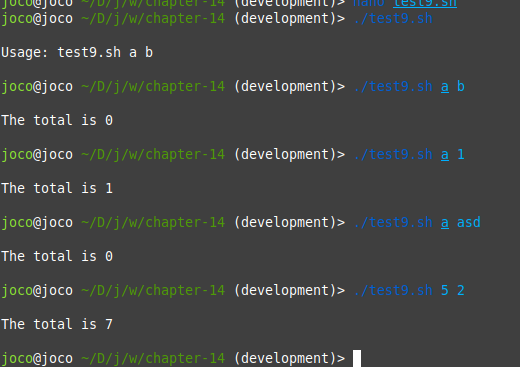 joco@joco ~/D/j/w/chapter-14 (development)> nano test9.sh
joco@joco ~/D/j/w/chapter-14 (development)> ./test9.sh
Usage: test9.sh a b
joco@joco ~/D/j/w/chapter-14 (development)> ./test9.sh a b
The total is 0
joco@joco ~/D/j/w/chapter-14 (development)> ./test9.sh a 1
The total is 1
joco@joco ~/D/j/w/chapter-14 (development)> ./test9.sh a asd
The total is 0
joco@joco ~/D/j/w/chapter-14 (development)> ./test9.sh 5 2
The total is 7
joco@joco ~/D/j/w/chapter-14 (development)>